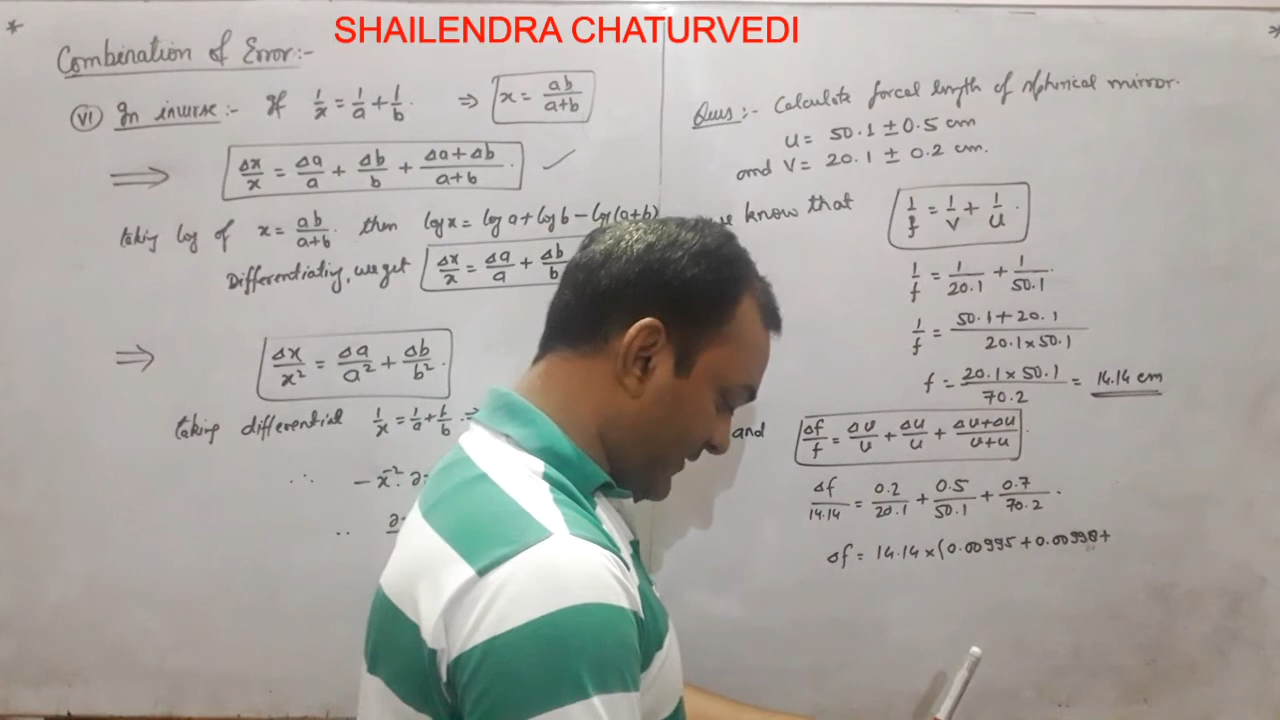 SHAILENDRA CHATURVEDI
Combination of Error:-
(vi) In inverse:- If 1/x = 1/a + 1/b. ⇒ x = ab/(a+b)
⇒ Δx/x = Δa/a + Δb/b + (Δa+Δb)/(a+b). ✓
taking log of x = ab/(a+b). then log x = log a + log b − log(a+b)
Differentiating, we get Δx/x = Δa/a + Δb/b
⇒ Δx/x² = Δa/a² + Δb/b².
taking differential 1/x = 1/a + 1/b ⇒
∴ −x⁻².
∴
Ques:- Calculate forcal length of spherical mirror.
u = 50.1 ± 0.5 cm
and v = 20.1 ± 0.2 cm.
we know that 1/f = 1/v + 1/u.
1/f = 1/20.1 + 1/50.1.
1/f = (50.1+20.1)/(20.1×50.1)
f = (20.1×50.1)/70.2 = 14.14 cm
and Δf/f = Δv/v + Δu/u + (Δv+Δu)/(v+u).
Δf/14.14 = 0.2/20.1 + 0.5/50.1 + 0.7/70.2.
Δf = 14.14×(0.00995+0.00998+